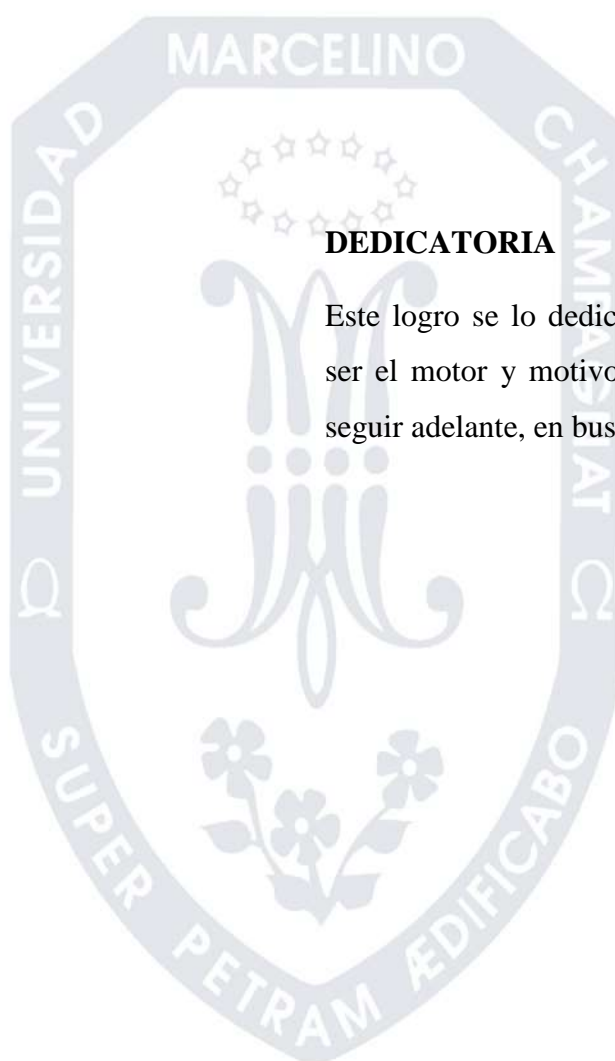 UNIVERSIDAD
MARCELINO
CHAMPAGNAT
DEDICATORIA
Este logro se lo dedic
ser el motor y motivo
seguir adelante, en bus
Ω Ω
SUPER PETRAM ÆDIFICABO